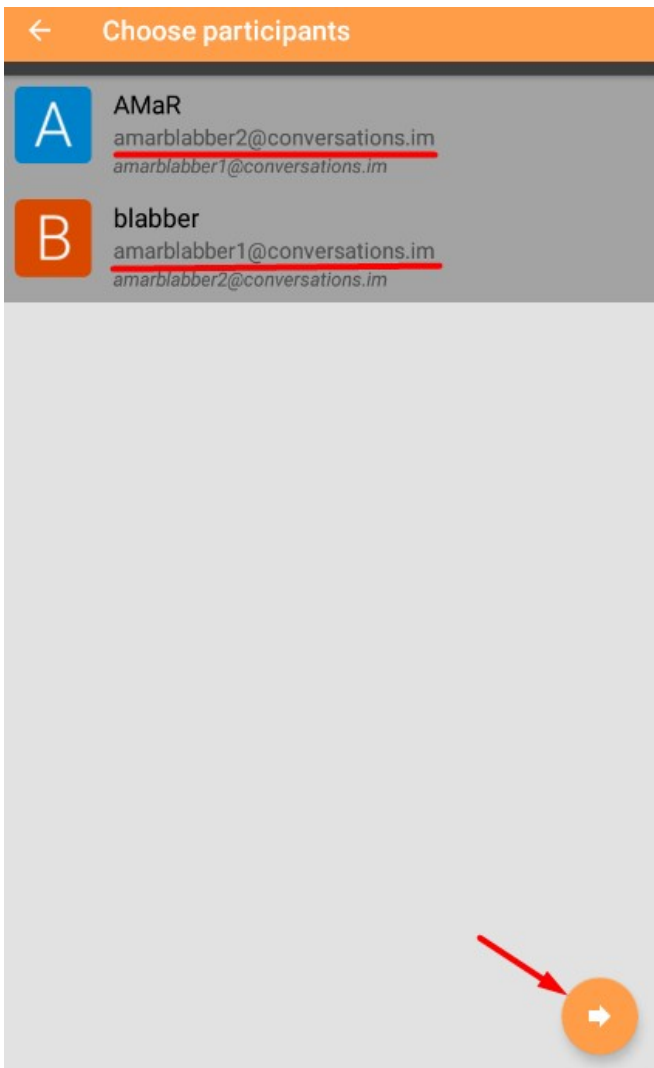 Choose participants
A
AMaR
amarblabber2@conversations.im
amarblabber1@conversations.im
B
blabber
amarblabber1@conversations.im
amarblabber2@conversations.im